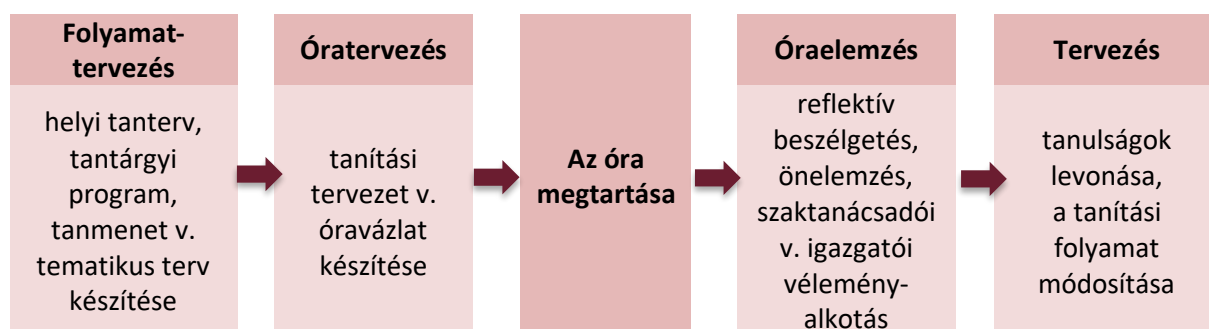 Folyamat-
tervezés
helyi tanterv,
tantárgyi
program,
tanmenet v.
tematikus terv
készítése
Óratervezés
tanítási
tervezet v.
óravázlat
készítése
Az óra
megtartása
Óraelemzés
reflektív
beszélgetés,
önelemzés,
szaktanácsadói
v. igazgatói
vélemény-
alkotás
Tervezés
tanulságok
levonása,
a tanítási
folyamat
módosítása